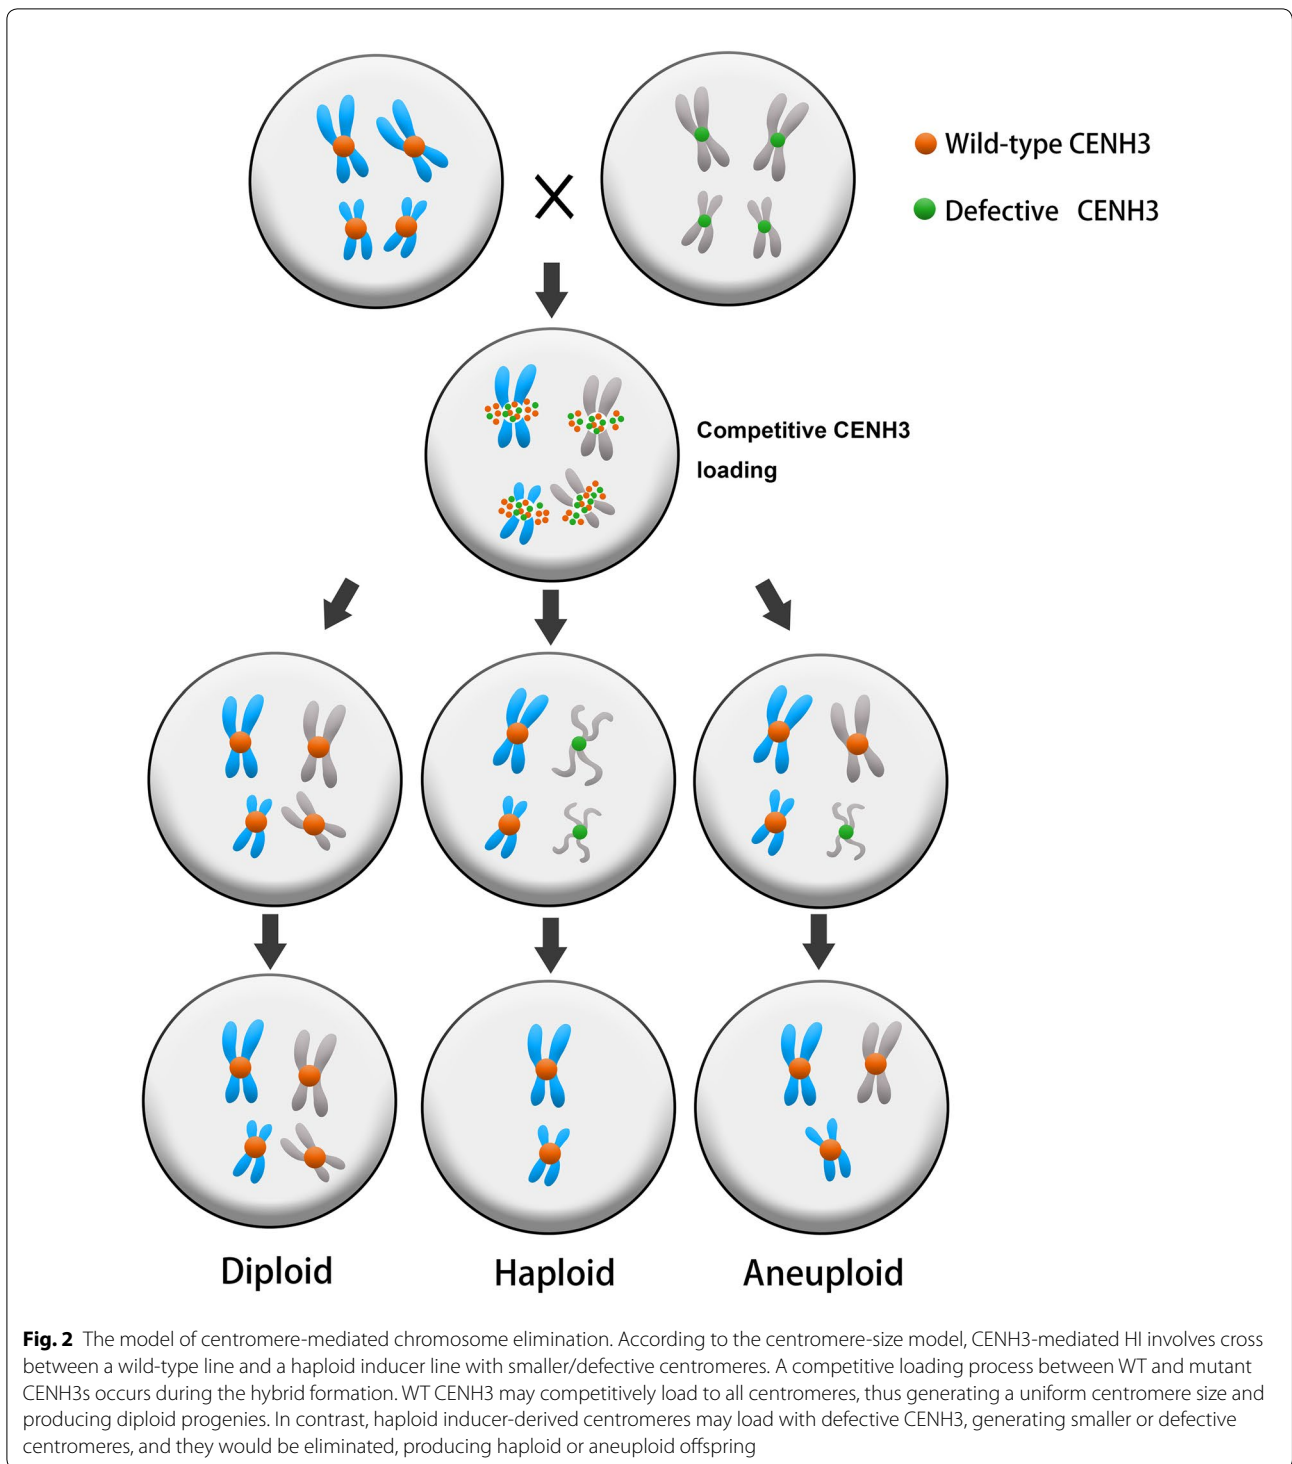 Wild-type CENH3
Defective CENH3
Competitive CENH3
loading
Diploid
Haploid
Aneuploid
Fig. 2 The model of centromere-mediated chromosome elimination. According to the centromere-size model, CENH3-mediated HI involves cross
between a wild-type line and a haploid inducer line with smaller/defective centromeres. A competitive loading process between WT and mutant
CENH3s occurs during the hybrid formation. WT CENH3 may competitively load to all centromeres, thus generating a uniform centromere size and
producing diploid progenies. In contrast, haploid inducer-derived centromeres may load with defective CENH3, generating smaller or defective
centromeres, and they would be eliminated, producing haploid or aneuploid offspring